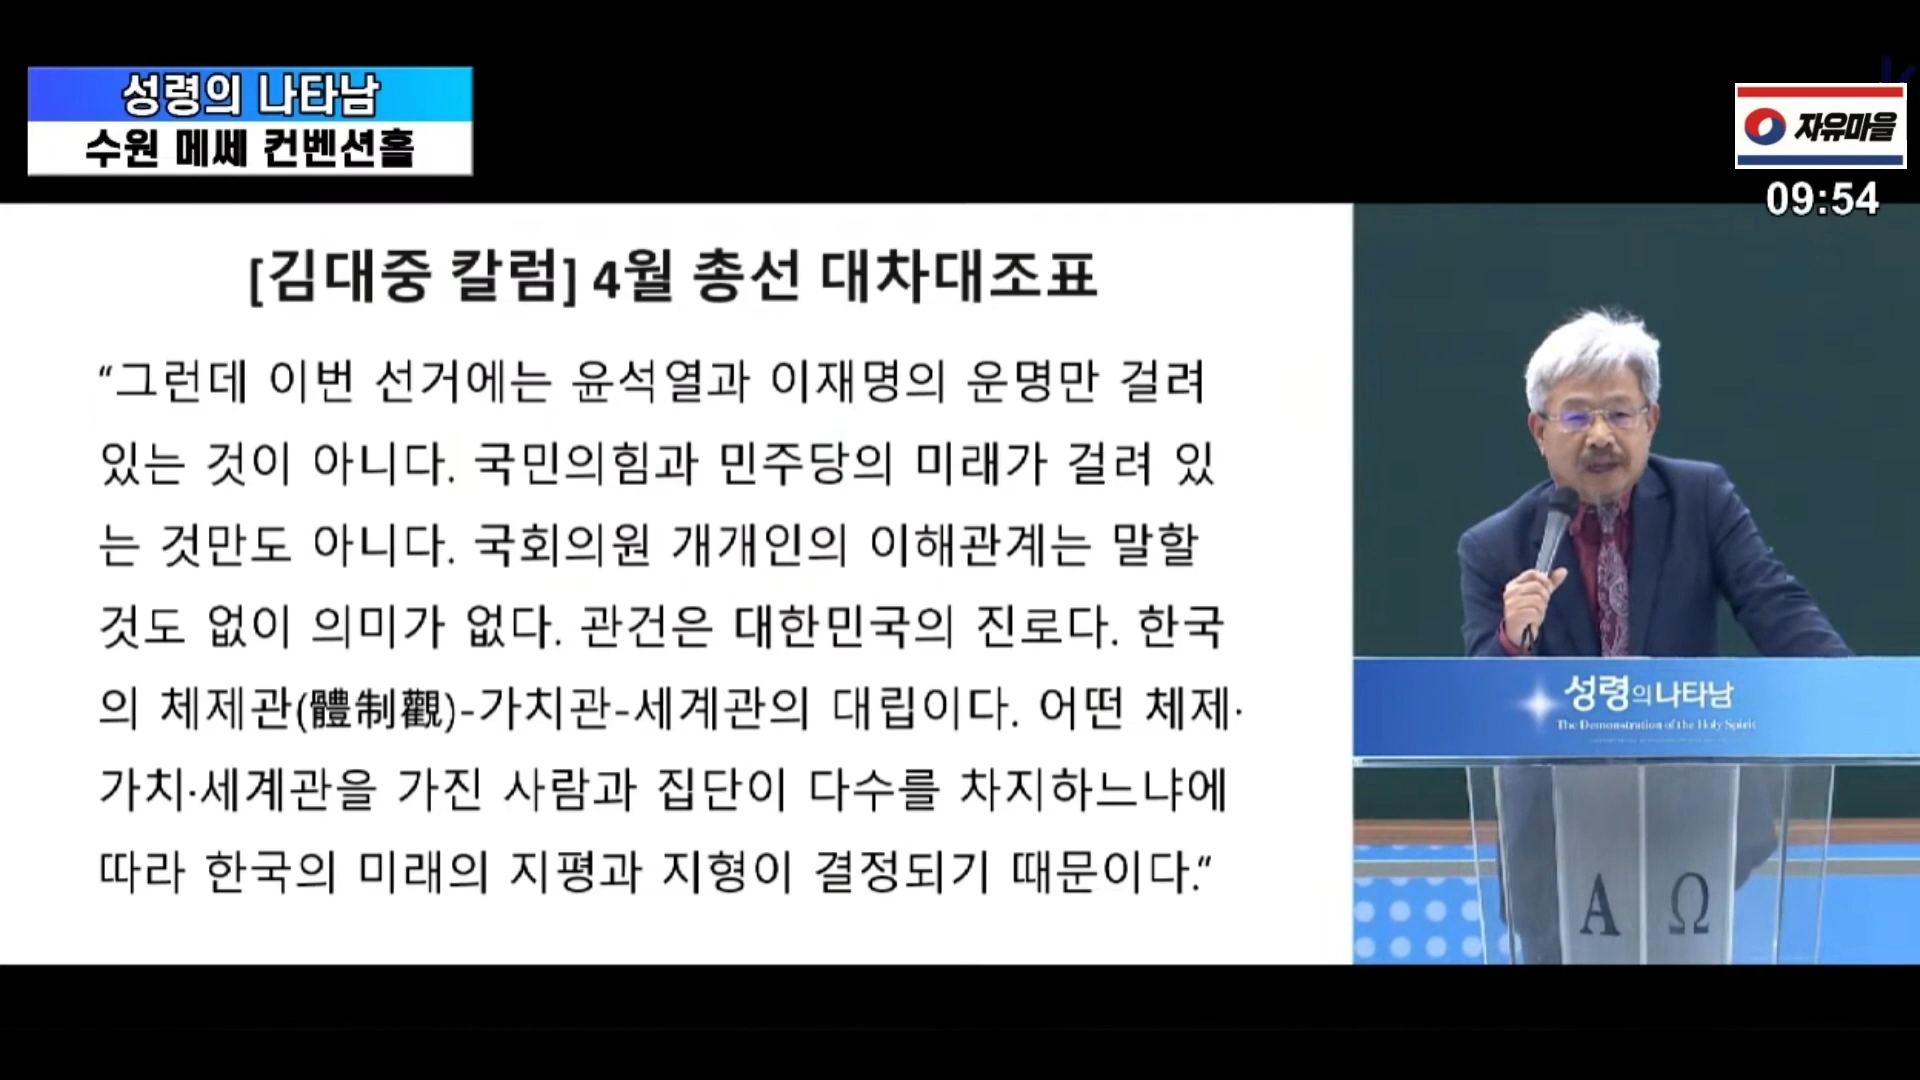 성령의 나타남
수원 메쎄 컨벤션홀
자유마을
09:54
[김대중 칼럼] 4월 총선 대차대조표
“그런데 이번 선거에는 윤석열과 이재명의 운명만 걸려
있는 것이 아니다. 국민의힘과 민주당의 미래가 걸려 있
는 것만도 아니다. 국회의원 개개인의 이해관계는 말할
것도 없이 의미가 없다. 관건은 대한민국의 진로다. 한국
의 체제관(體制觀)-가치관-세계관의 대립이다. 어떤 체제·
가치·세계관을 가진 사람과 집단이 다수를 차지하느냐에
따라 한국의 미래의 지평과 지형이 결정되기 때문이다.“
성령의나타남
The Demonstration of the Holy Spirit
Α Ω